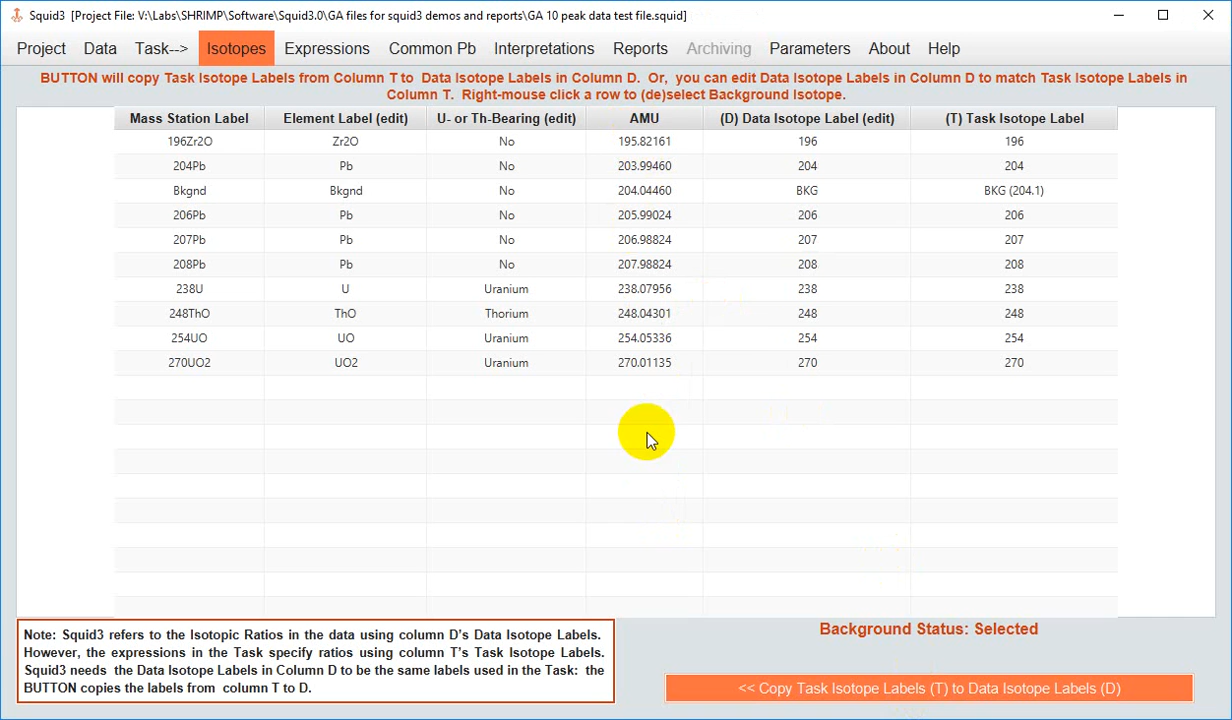 Squid3 [Project File: V:\Labs\SHRIMP\Software\Squid3.0\GA files for squid3 demos and reports\GA 10 peak data test file.squid]
Project Data Task--> Isotopes Expressions Common Pb Interpretations Reports Archiving Parameters About Help
BUTTON will copy Task Isotope Labels from Column T to Data Isotope Labels in Column D. Or, you can edit Data Isotope Labels in Column D to match Task Isotope Labels in
Column T. Right-mouse click a row to (de)select Background Isotope.
Mass Station Label Element Label (edit) U- or Th-Bearing (edit) AMU (D) Data Isotope Label (edit) (T) Task Isotope Label
196Zr2O Zr2O No 195.82161 196 196
204Pb Pb No 203.99460 204 204
Bkgnd Bkgnd No 204.04460 BKG BKG (204.1)
206Pb Pb No 205.99024 206 206
207Pb Pb No 206.98824 207 207
208Pb Pb No 207.98824 208 208
238U U Uranium 238.07956 238 238
248ThO ThO Thorium 248.04301 248 248
254UO UO Uranium 254.05336 254 254
270UO2 UO2 Uranium 270.01135 270 270
Note: Squid3 refers to the Isotopic Ratios in the data using column D's Data Isotope Labels.
However, the expressions in the Task specify ratios using column T's Task Isotope Labels.
Squid3 needs the Data Isotope Labels in Column D to be the same labels used in the Task: the
BUTTON copies the labels from column T to D.
Background Status: Selected
<< Copy Task Isotope Labels (T) to Data Isotope Labels (D)